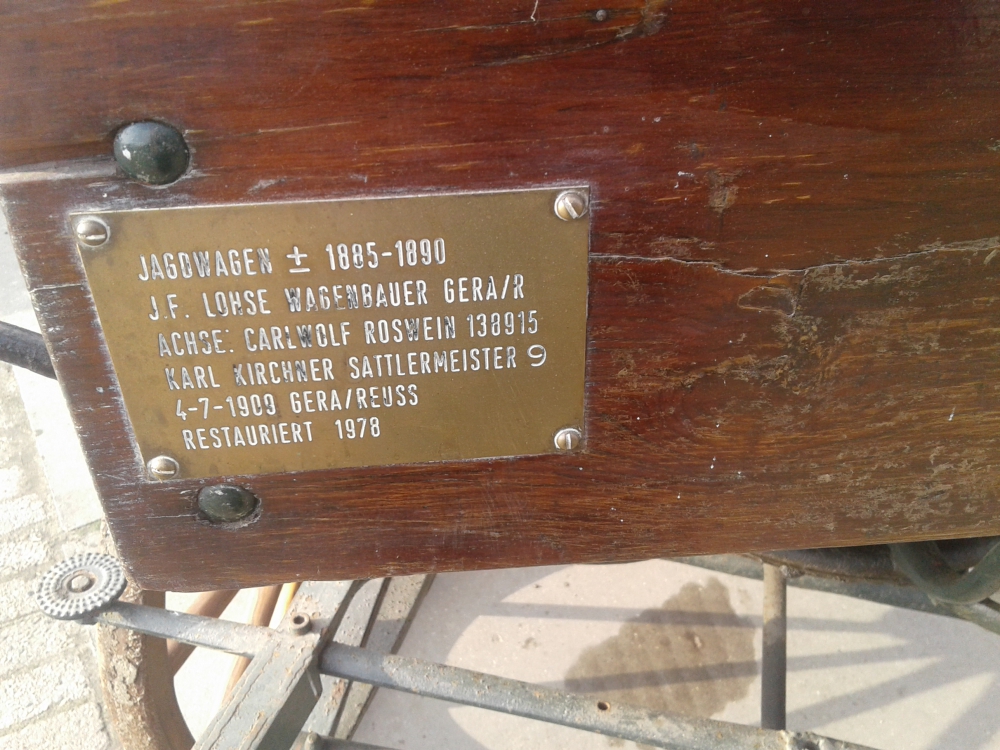 JAGDWAGEN ± 1885-1890
J.F. LOHSE WAGENBAUER GERA/R
ACHSE: CARLWOLF ROSWEIN 138915
KARL KIRCHNER SATTLERMEISTER 9
4-7-1909 GERA/REUSS
RESTAURIERT 1978